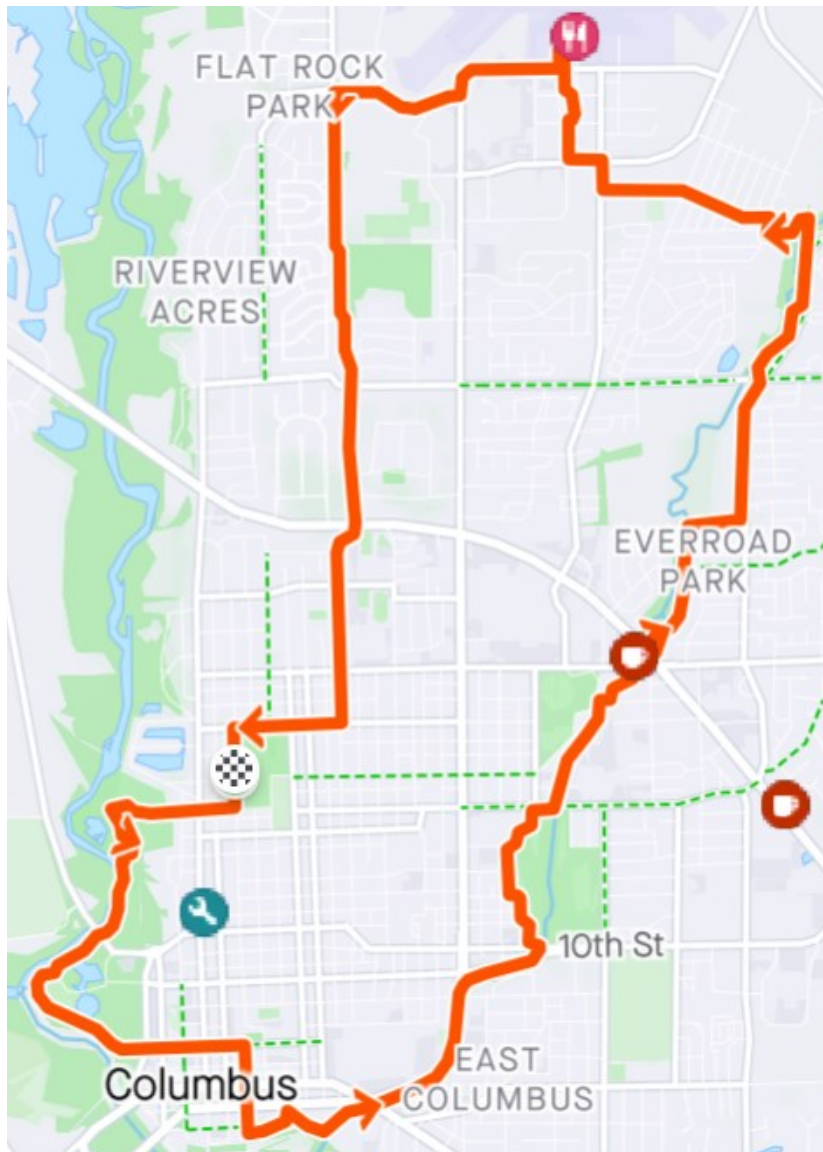 FLAT ROCK
PARK
RIVERVIEW
ACRES
EVERROAD
PARK
10th St
EAST
COLUMBUS
Columbus